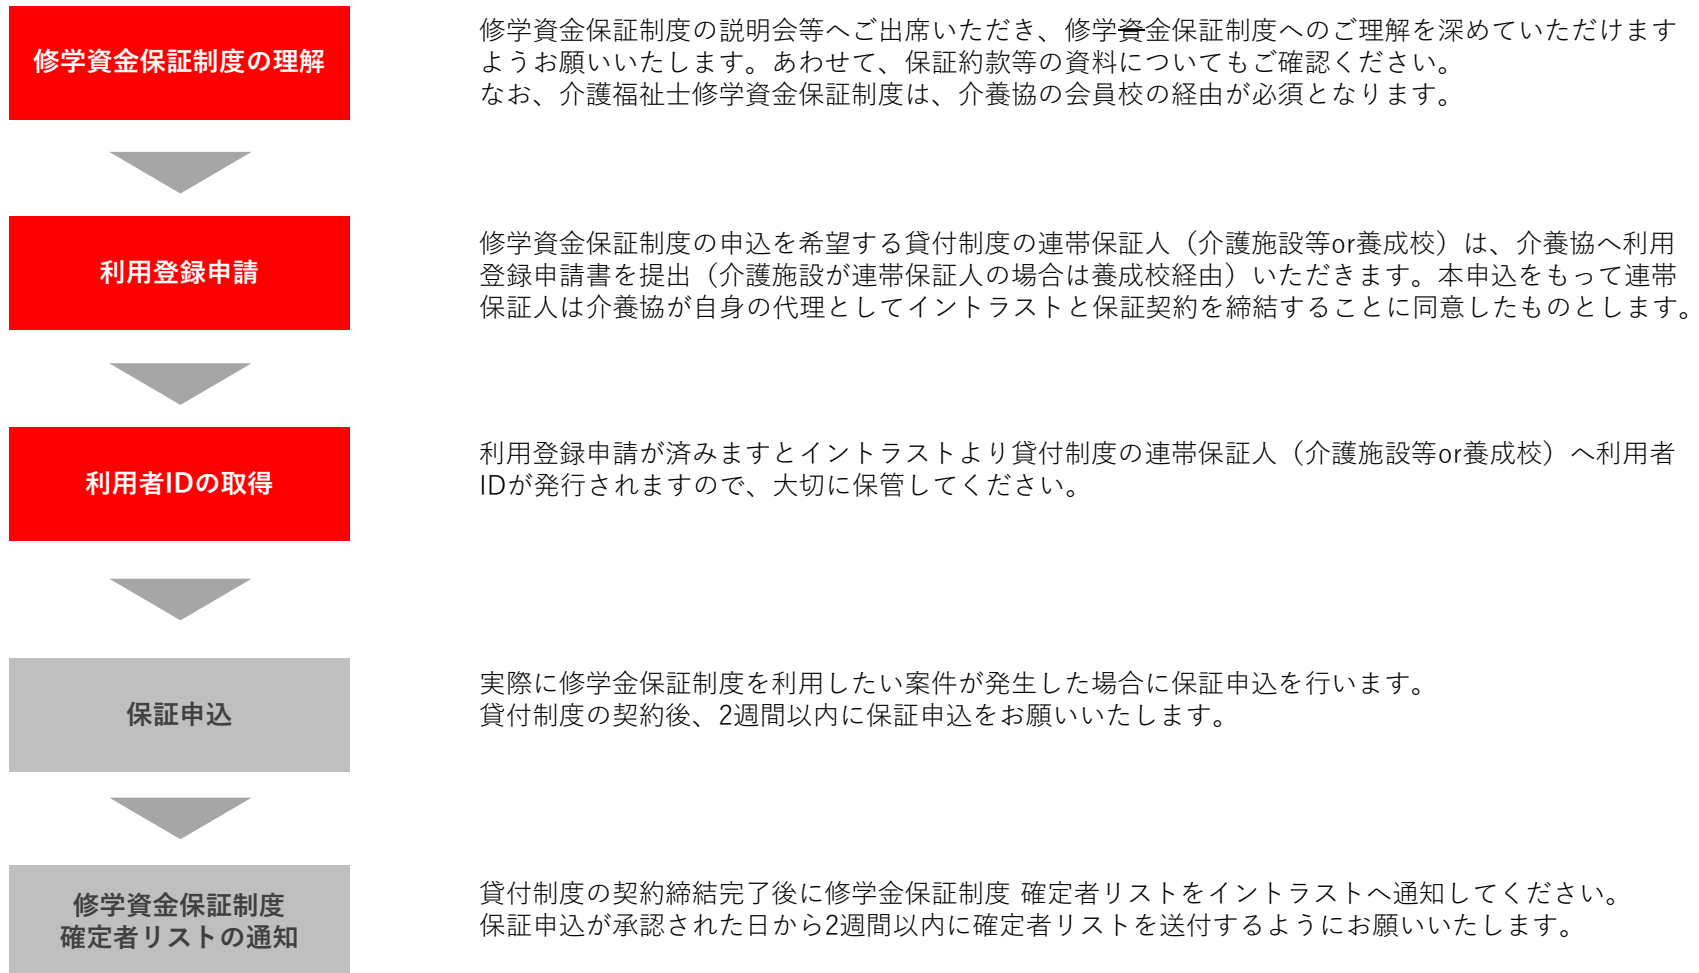 修学資金保証制度の理解
修学資金保証制度の説明会等へご出席いただき、修学資金保証制度へのご理解を深めていただけます
ようお願いいたします。あわせて、保証約款等の資料についてもご確認ください。
なお、介護福祉士修学資金保証制度は、介養協の会員校の経由が必須となります。
利用登録申請
修学資金保証制度の申込を希望する貸付制度の連帯保証人（介護施設等or養成校）は、介養協へ利用
登録申請書を提出（介護施設が連帯保証人の場合は養成校経由）いただきます。本申込をもって連帯
保証人は介養協が自身の代理としてイントラストと保証契約を締結することに同意したものとします。
利用者IDの取得
利用登録申請が済みますとイントラストより貸付制度の連帯保証人（介護施設等or養成校）へ利用者
IDが発行されますので、大切に保管してください。
保証申込
実際に修学金保証制度を利用したい案件が発生した場合に保証申込を行います。
貸付制度の契約後、2週間以内に保証申込をお願いいたします。
修学資金保証制度
確定者リストの通知
貸付制度の契約締結完了後に修学金保証制度 確定者リストをイントラストへ通知してください。
保証申込が承認された日から2週間以内に確定者リストを送付するようにお願いいたします。